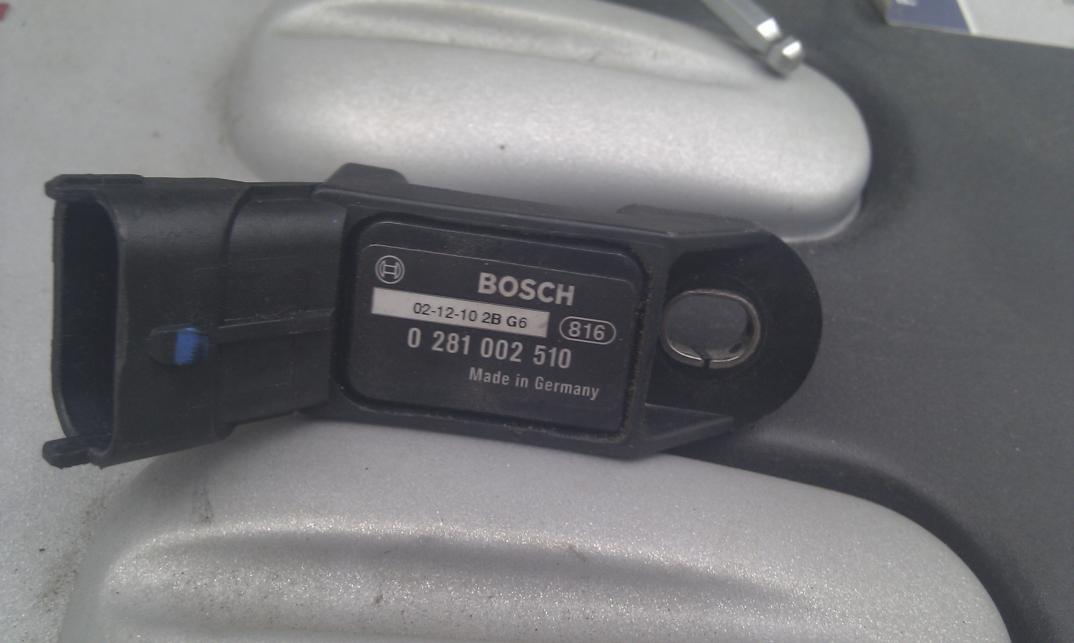 BOSCH
02-12-10 2B G6
816
0 281 002 510
Made in Germany